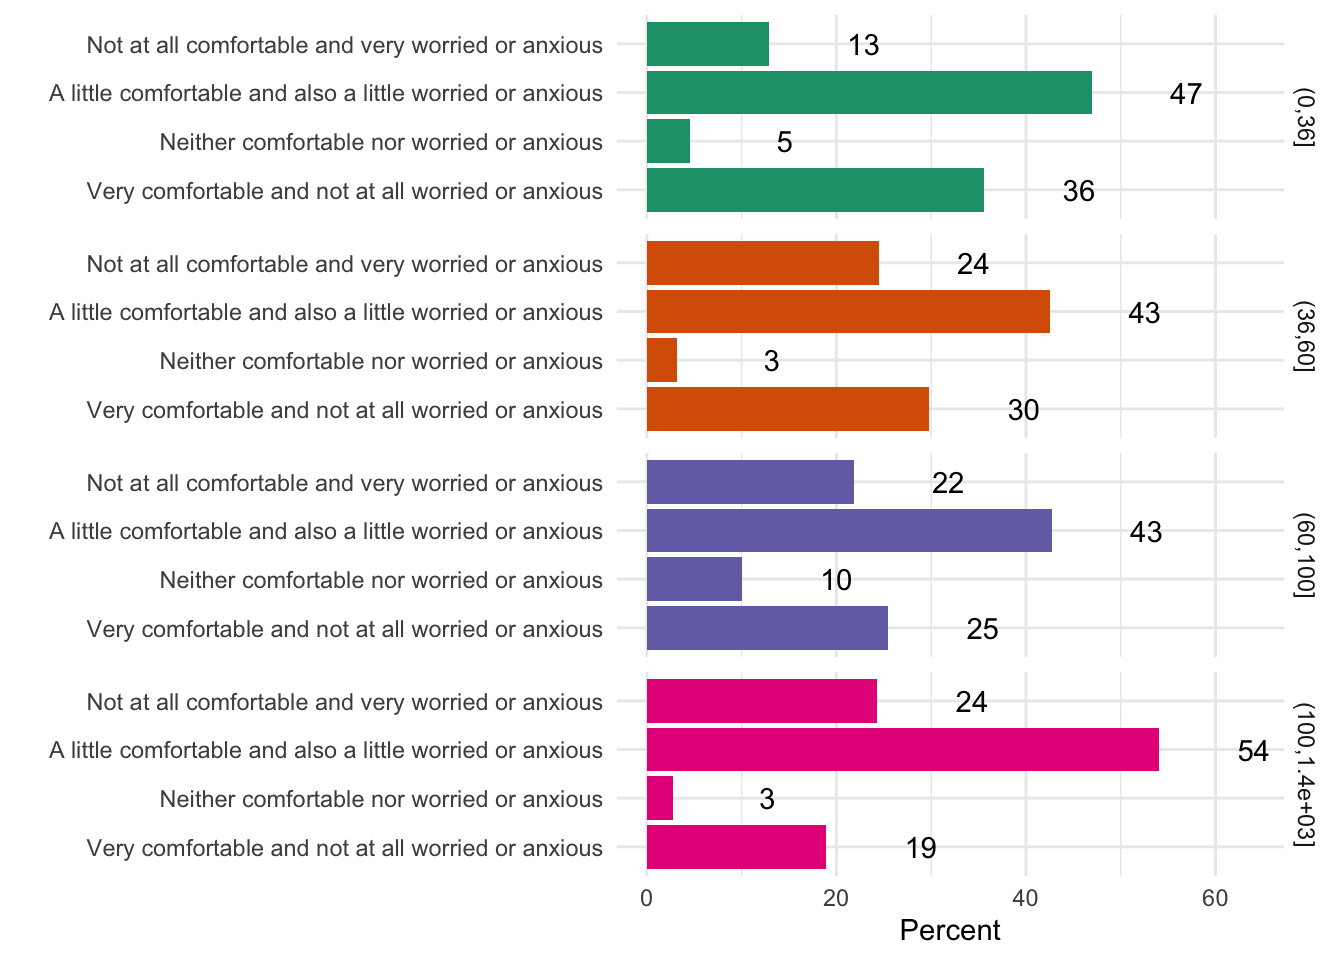 Not at all comfortable and very worried or anxious 13
A little comfortable and also a little worried or anxious 47
Neither comfortable nor worried or anxious 5
Very comfortable and not at all worried or anxious 36
(0,36]
Not at all comfortable and very worried or anxious 24
A little comfortable and also a little worried or anxious 43
Neither comfortable nor worried or anxious 3
Very comfortable and not at all worried or anxious 30
(36,60]
Not at all comfortable and very worried or anxious 22
A little comfortable and also a little worried or anxious 43
Neither comfortable nor worried or anxious 10
Very comfortable and not at all worried or anxious 25
(60,100]
Not at all comfortable and very worried or anxious 24
A little comfortable and also a little worried or anxious 54
Neither comfortable nor worried or anxious 3
Very comfortable and not at all worried or anxious 19
(100,1.4e+03]
0 20 40 60
Percent